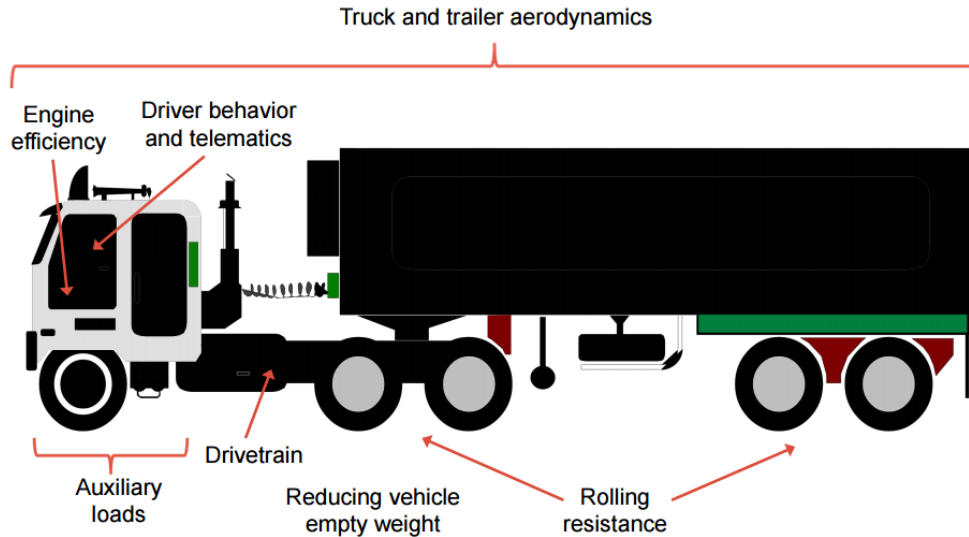 Truck and trailer aerodynamics
Engine
efficiency
Driver behavior
and telematics
Drivetrain
Auxiliary
loads
Reducing vehicle
empty weight
Rolling
resistance